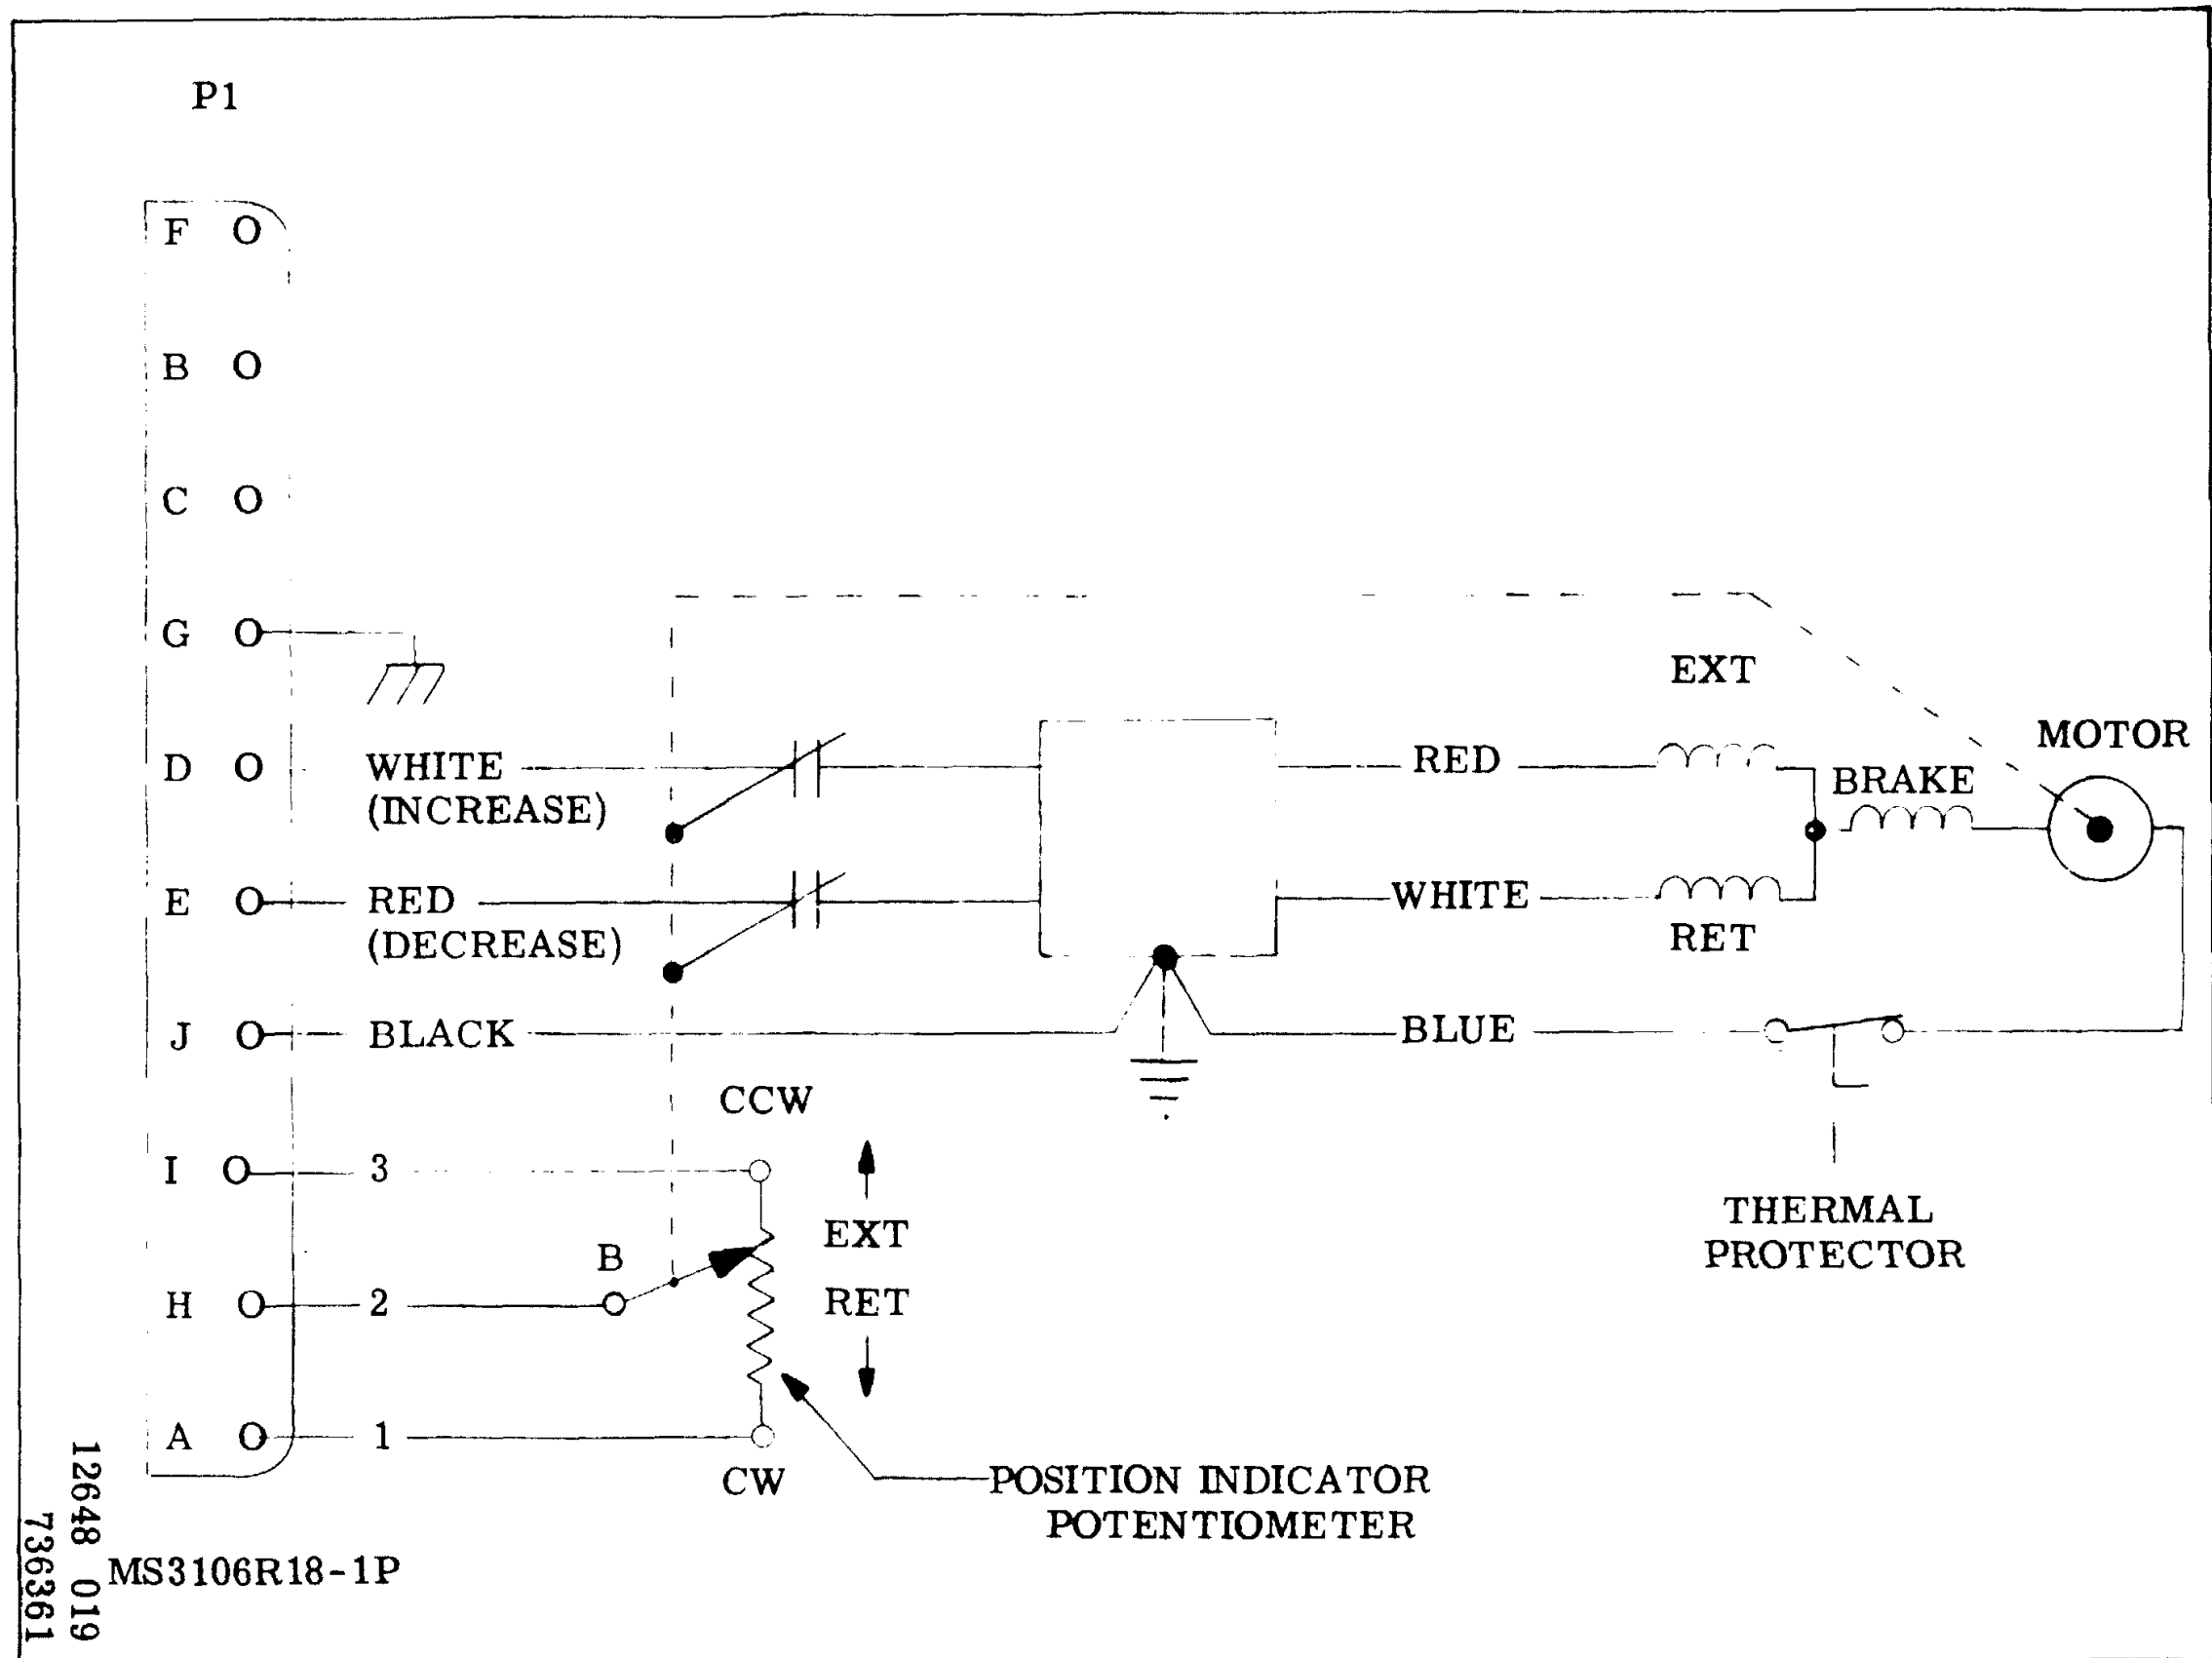 P1
F O
B O
C O
G O
EXT
MOTOR
D O WHITE RED
(INCREASE)
BRAKE
E O RED WHITE
(DECREASE)
RET
J O BLACK BLUE
CCW
I O 3
THERMAL
PROTECTOR
EXT
B
H O 2
RET
A O 1
CW
POSITION INDICATOR
POTENTIOMETER
MS3106R18-1P
12648 019
736361